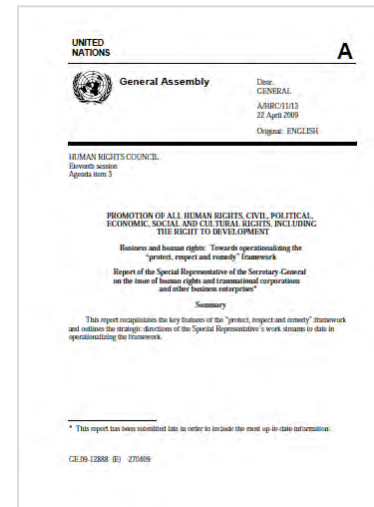 UNITED
NATIONS
A
General Assembly
Distr.
GENERAL
A/HRC/11/13
22 April 2009
Original: ENGLISH
HUMAN RIGHTS COUNCIL
Eleventh session
Agenda item 3
PROMOTION OF ALL HUMAN RIGHTS, CIVIL, POLITICAL,
ECONOMIC, SOCIAL AND CULTURAL RIGHTS, INCLUDING
THE RIGHT TO DEVELOPMENT
Business and human rights: Towards operationalizing the
“protect, respect and remedy” framework
Report of the Special Representative of the Secretary-General
on the issue of human rights and transnational corporations
and other business enterprises*
Summary
This report recapitulates the key features of the “protect, respect and remedy” framework
and outlines the strategic directions of the Special Representative’s work streams to date in
operationalizing the framework.
* This report has been submitted late in order to include the most up-to-date information.
GE.09-12888 (E) 270409